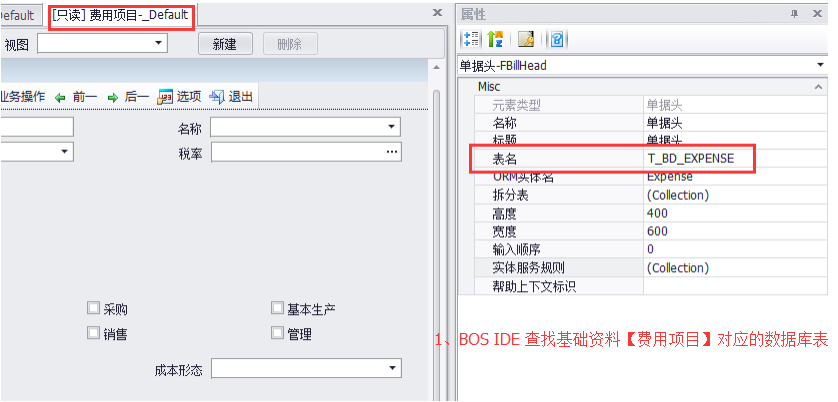 Default
[只读] 费用项目-_Default
视图
新建
删除
业务操作 前一 后一 选项 退出
名称
税率
采购
基本生产
销售
管理
成本形态
属性
单据头-FBillHead
Misc
元素类型 单据头
名称 单据头
标题 单据头
表名 T_BD_EXPENSE
ORM实体名 Expense
拆分表 (Collection)
高度 400
宽度 600
输入顺序 0
实体服务规则 (Collection)
帮助上下文标识
1、BOS IDE 查找基础资料【费用项目】对应的数据库表